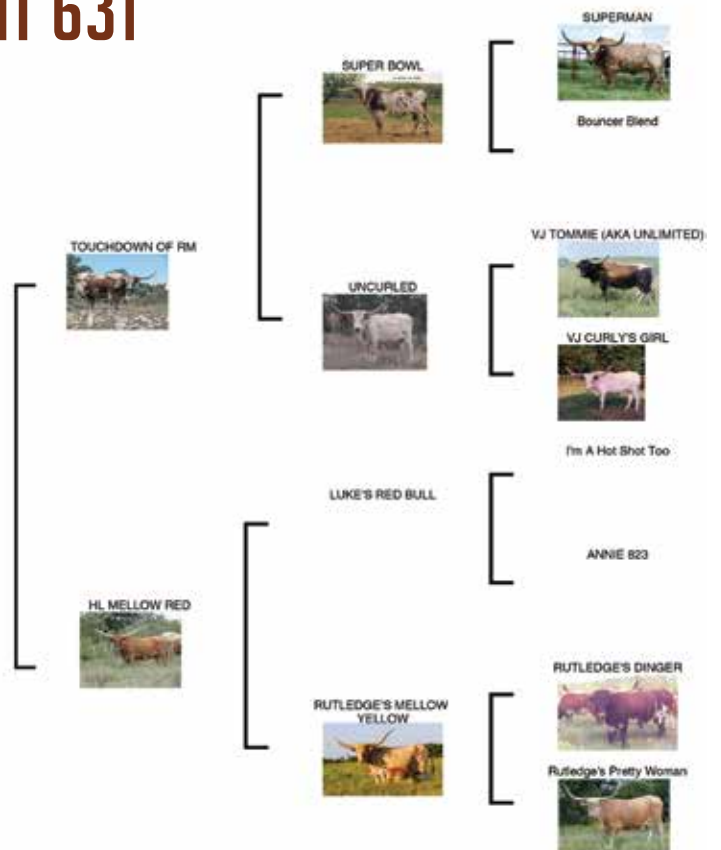 631
SUPERMAN
SUPER BOWL
Bouncer Blend
TOUCHDOWN OF RM
VJ TOMMIE (AKA UNLIMITED)
UNCURLED
VJ CURLY'S GIRL
I'm A Hot Shot Too
LUKE'S RED BULL
ANNIE 823
HL MELLOW RED
RUTLEDGE'S DINGER
RUTLEDGE'S MELLOW
YELLOW
Rutledge's Pretty Woman